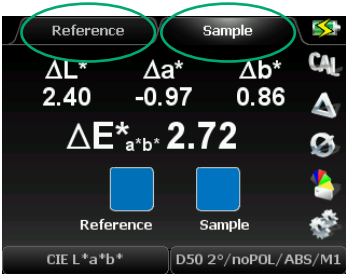 Reference Sample
ΔL* Δa* Δb* CAL
2.40 -0.97 0.86
ΔE*a*b* 2.72
Reference Sample
CIE L*a*b* D50 2°/noPOL/ABS/M1